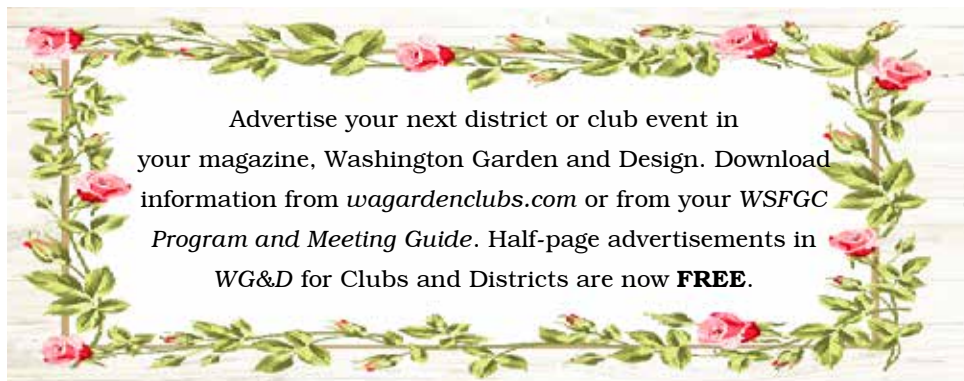 Advertise your next district or club event in
your magazine, Washington Garden and Design. Download
information from wagardenclubs.com or from your WSFGC
Program and Meeting Guide. Half-page advertisements in
WG&D for Clubs and Districts are now FREE.